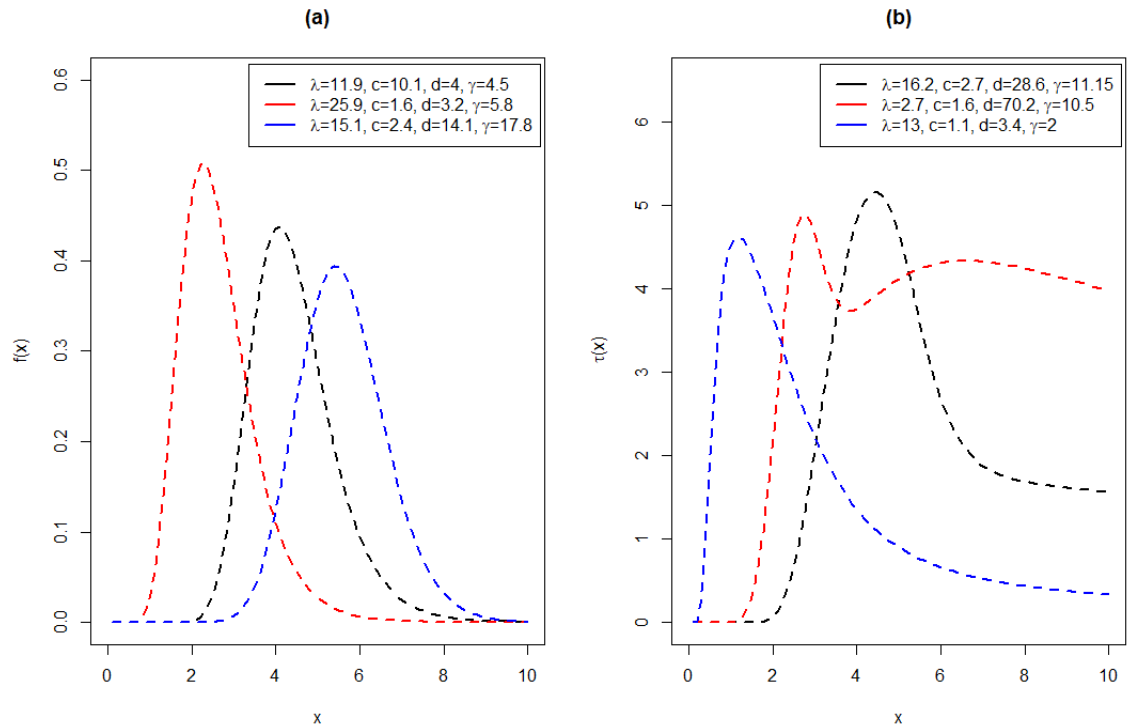 (a)
λ=11.9, c=10.1, d=4, γ=4.5
λ=25.9, c=1.6, d=3.2, γ=5.8
λ=15.1, c=2.4, d=14.1, γ=17.8
f(x)
0.6
0.5
0.4
0.3
0.2
0.1
0.0
0 2 4 6 8 10
x
(b)
λ=16.2, c=2.7, d=28.6, γ=11.15
λ=2.7, c=1.6, d=70.2, γ=10.5
λ=13, c=1.1, d=3.4, γ=2
τ(x)
6
5
4
3
2
1
0
0 2 4 6 8 10
x